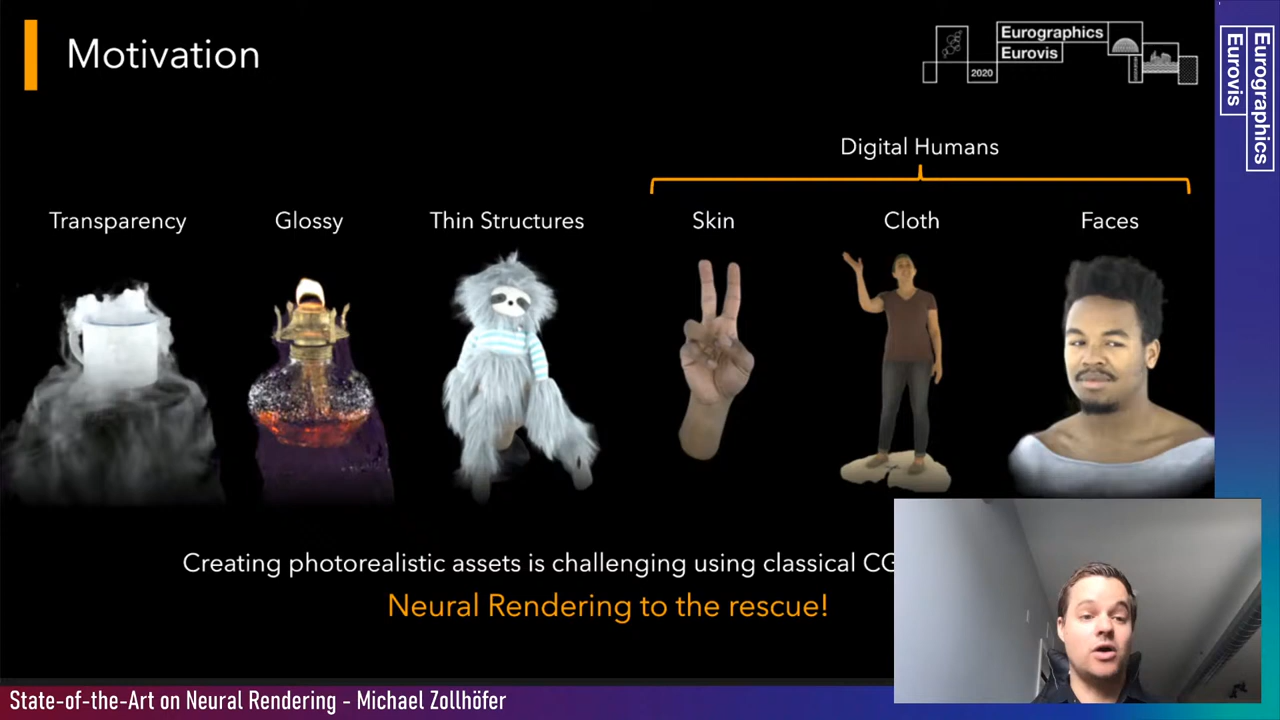 Motivation
Eurographics
Eurovis
2020
Eurographics
Eurovis
Digital Humans
Transparency
Glossy
Thin Structures
Skin
Cloth
Faces
Creating photorealistic assets is challenging using classical
Neural Rendering to the rescue!
State-of-the-Art on Neural Rendering - Michael Zollhöfer